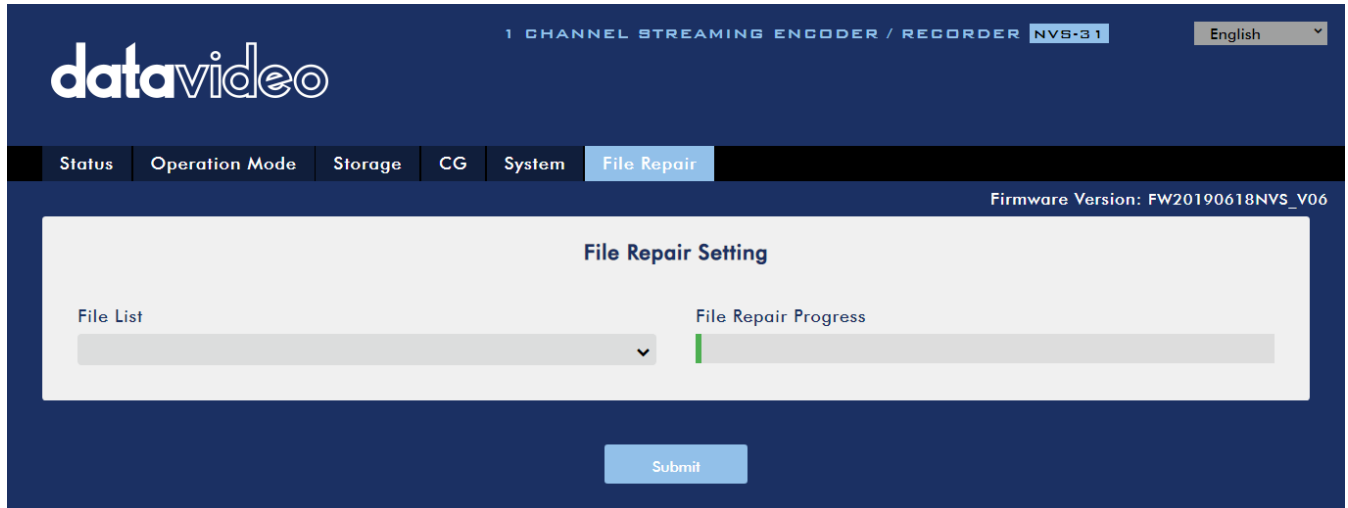 1 CHANNEL STREAMING ENCODER / RECORDER NVS-31
English
datavideo
Status Operation Mode Storage CG System File Repair
Firmware Version: FW20190618NVS_V06
File Repair Setting
File List
File Repair Progress
Submit